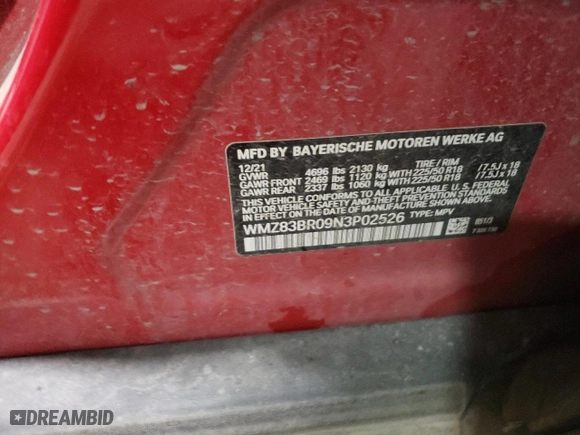 MFD BY BAYERISCHE MOTOREN WERKE AG
12/21 TIRE / RIM
GVWR 4696 lbs 2130 kg
GAWR FRONT 2469 lbs 1120 kg WITH 225/50 R18 /7.5J x 18
GAWR REAR 2337 lbs 1060 kg WITH 225/50 R18 /7.5J x 18
THIS VEHICLE CONFORMS TO ALL APPLICABLE U.S. FEDERAL
MOTOR VEHICLE SAFETY AND THEFT PREVENTION STANDARDS
IN EFFECT ON THE DATE OF MANUFACTURE SHOWN ABOVE.
WMZ83BR09N3P02526 TYPE: MPV
DREAMBID